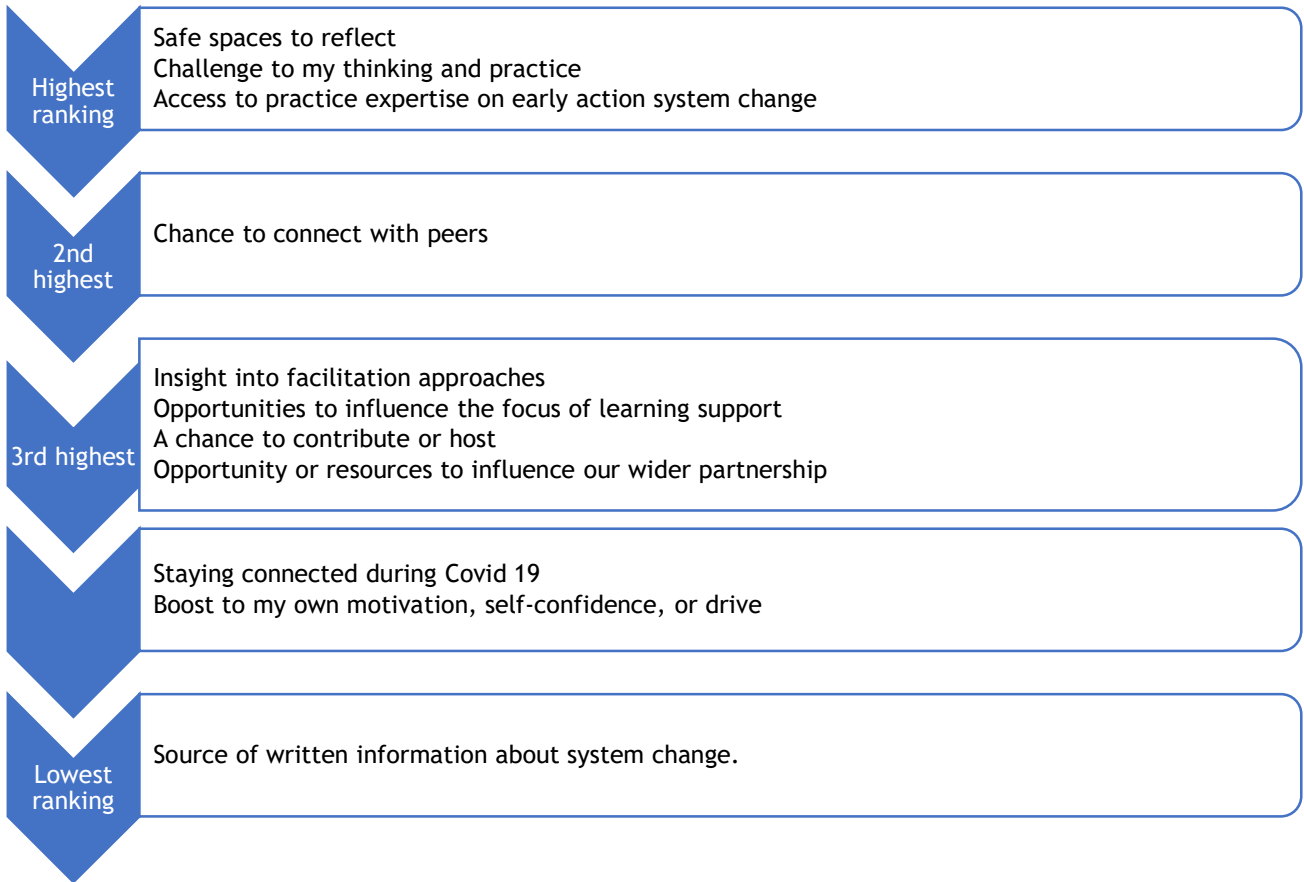 Highest
ranking
Safe spaces to reflect
Challenge to my thinking and practice
Access to practice expertise on early action system change
2nd
highest
Chance to connect with peers
3rd highest
Insight into facilitation approaches
Opportunities to influence the focus of learning support
A chance to contribute or host
Opportunity or resources to influence our wider partnership
Staying connected during Covid 19
Boost to my own motivation, self-confidence, or drive
Lowest
ranking
Source of written information about system change.